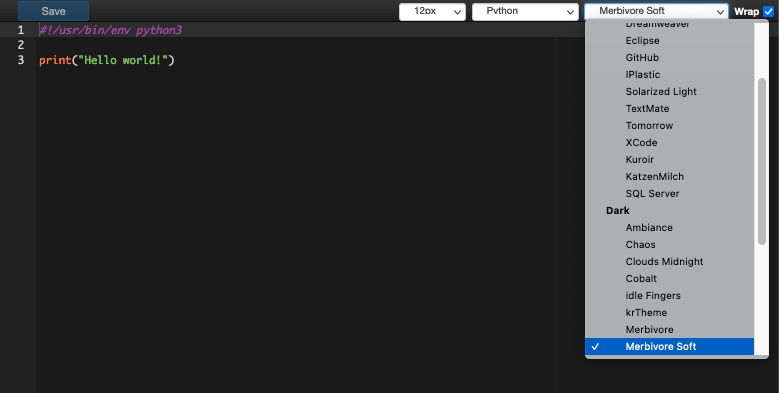 Save 12px Python Merbivore Soft Wrap
1 #!/usr/bin/env python3
2
3 print("Hello world!")
Dreamweaver
Eclipse
GitHub
IPlastic
Solarized Light
TextMate
Tomorrow
XCode
Kuroir
KatzenMilch
SQL Server
Dark
Ambiance
Chaos
Clouds Midnight
Cobalt
idle Fingers
krTheme
Merbivore
Merbivore Soft